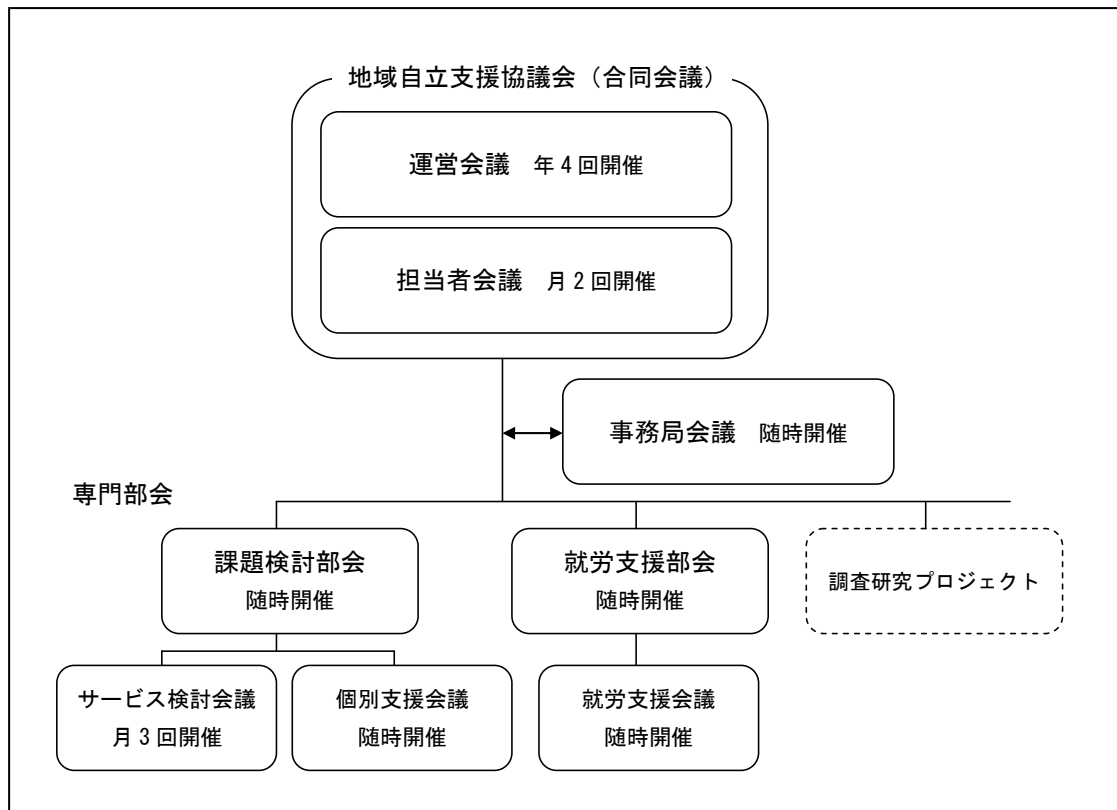 地域自立支援協議会（合同会議）
運営会議　年４回開催
担当者会議　月２回開催
事務局会議　随時開催
専門部会
課題検討部会
随時開催
就労支援部会
随時開催
調査研究プロジェクト
サービス検討会議
月３回開催
個別支援会議
随時開催
就労支援会議
随時開催